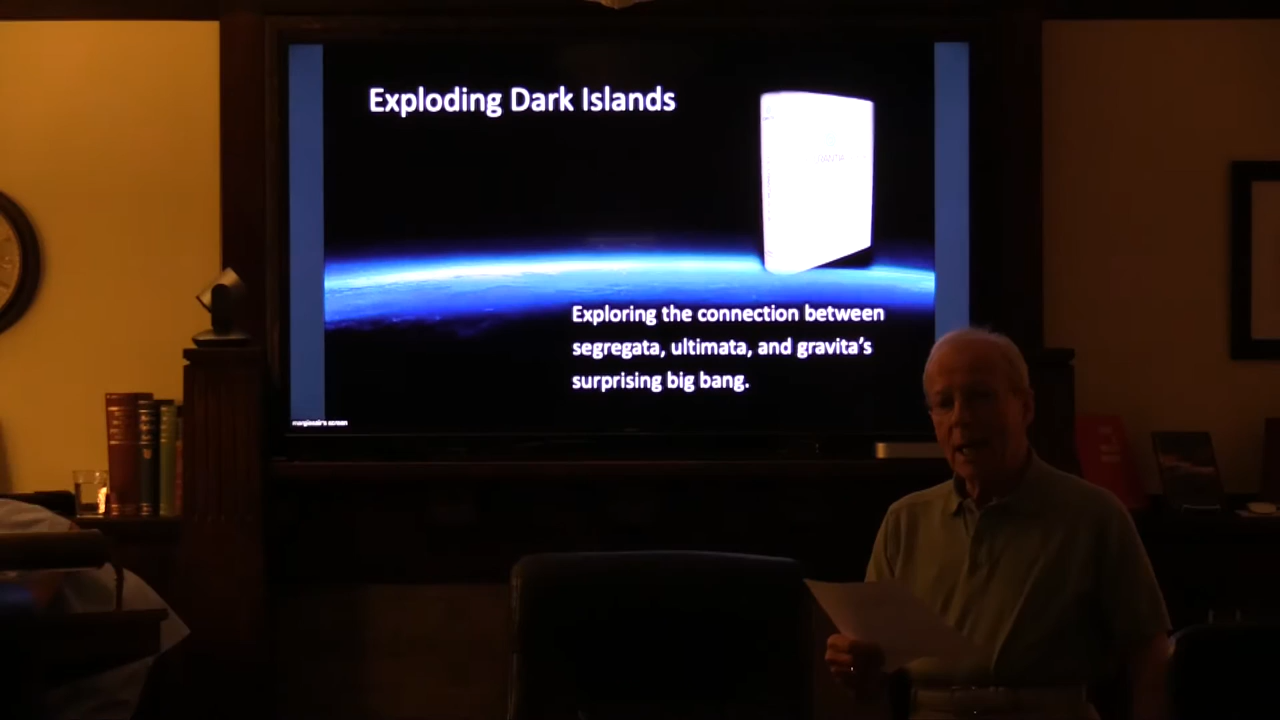 Exploding Dark Islands
Exploring the connection between
segregata, ultimata, and gravita's
surprising big bang.